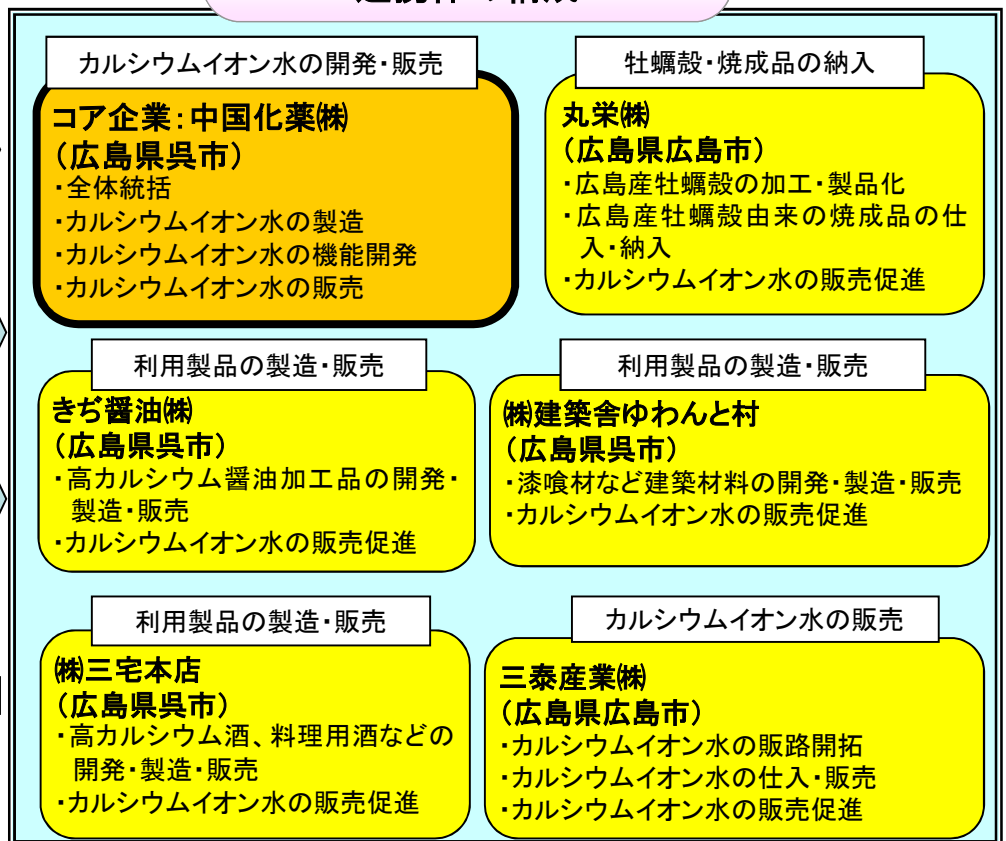 カルシウムイオン水の開発・販売
コア企業：中国化薬㈱
（広島県呉市）
・全体統括
・カルシウムイオン水の製造
・カルシウムイオン水の機能開発
・カルシウムイオン水の販売
牡蠣殻・焼成品の納入
丸栄㈱
（広島県広島市）
・広島産牡蠣殻の加工・製品化
・広島産牡蠣殻由来の焼成品の仕
入・納入
・カルシウムイオン水の販売促進
利用製品の製造・販売
きぢ醤油㈱
（広島県呉市）
・高カルシウム醤油加工品の開発・
製造・販売
・カルシウムイオン水の販売促進
利用製品の製造・販売
㈱建築舎ゆわんと村
（広島県呉市）
・漆喰材など建築材料の開発・製造・販売
・カルシウムイオン水の販売促進
利用製品の製造・販売
㈱三宅本店
（広島県呉市）
・高カルシウム酒、料理用酒などの
開発・製造・販売
・カルシウムイオン水の販売促進
カルシウムイオン水の販売
三泰産業㈱
（広島県広島市）
・カルシウムイオン水の販路開拓
・カルシウムイオン水の仕入・販売
・カルシウムイオン水の販売促進